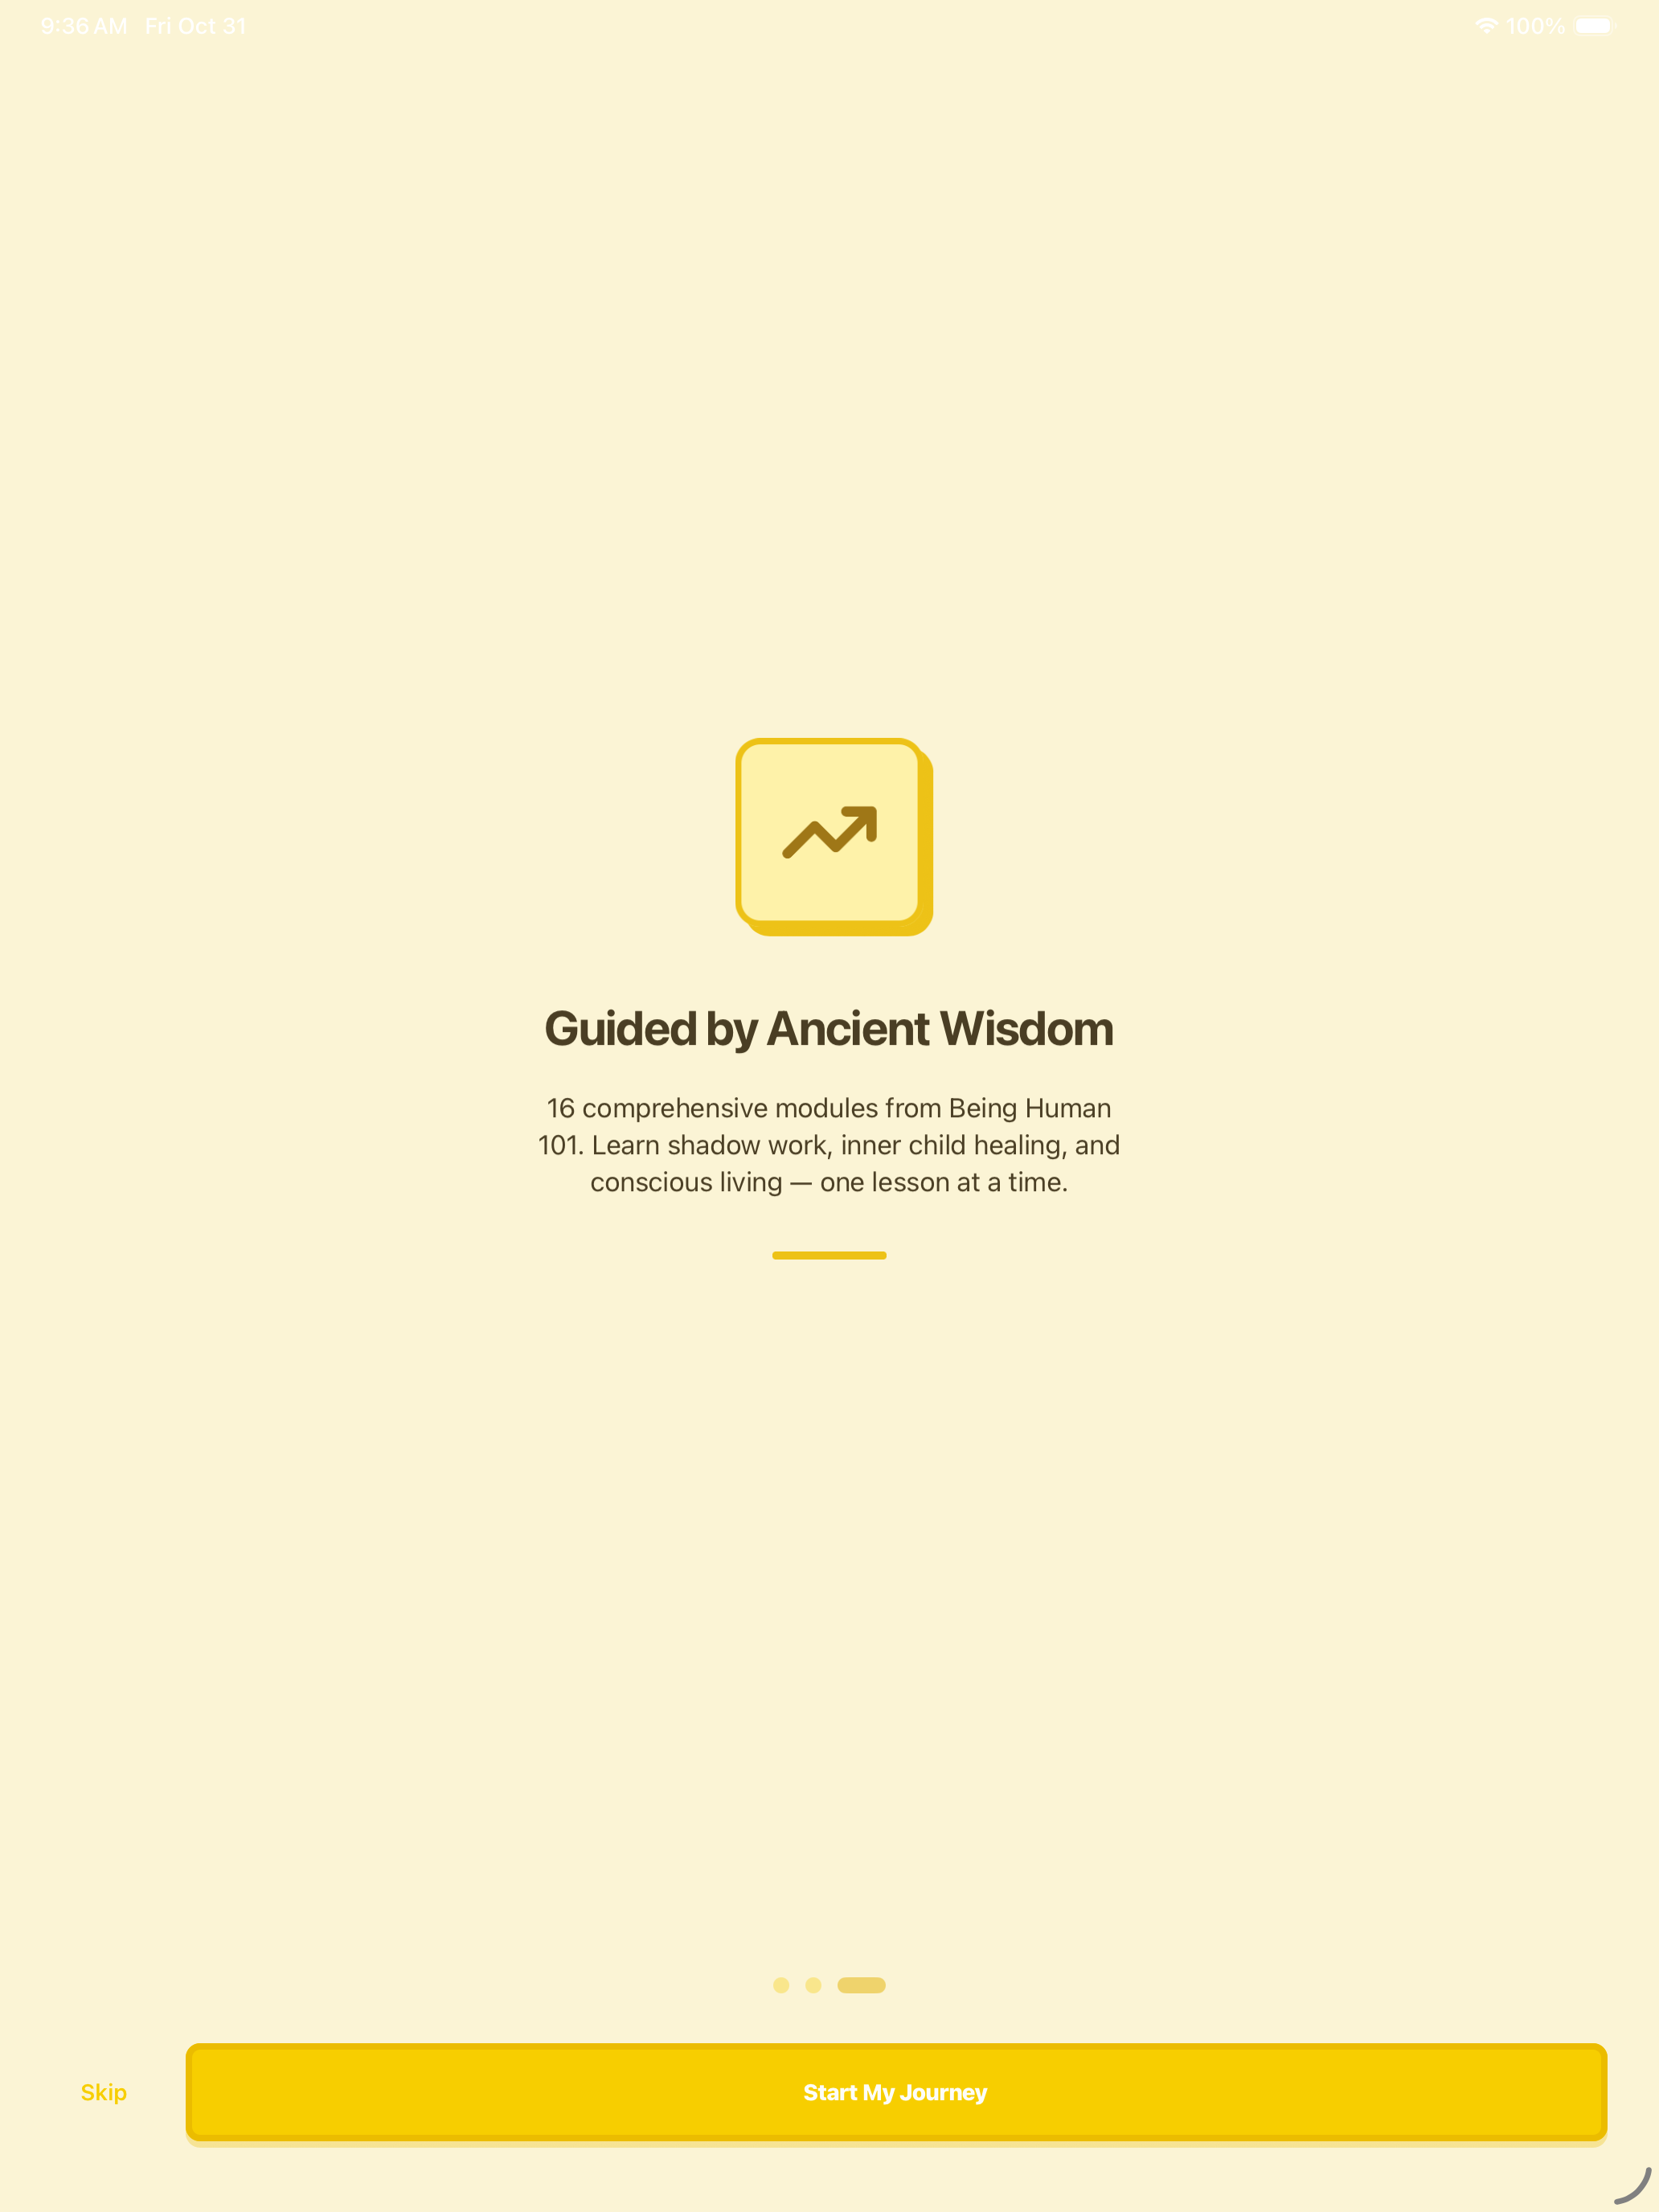 9:36 AM Fri Oct 31
100%
Guided by Ancient Wisdom
16 comprehensive modules from Being Human
101. Learn shadow work, inner child healing, and
conscious living — one lesson at a time.
Skip
Start My Journey